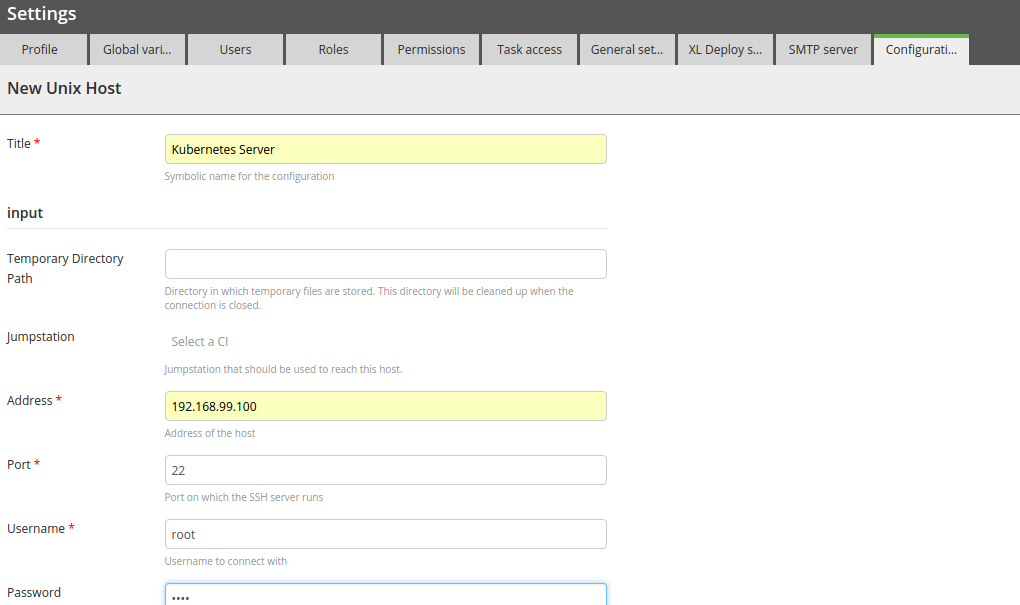 Settings
Profile
Global vari...
Users
Roles
Permissions
Task access
General set...
XL Deploy s...
SMTP server
Configurati...
New Unix Host
Title *
Kubernetes Server
Symbolic name for the configuration
input
Temporary Directory
Path
Directory in which temporary files are stored. This directory will be cleaned up when the
connection is closed.
Jumpstation
Select a CI
Jumpstation that should be used to reach this host.
Address *
192.168.99.100
Address of the host
Port *
22
Port on which the SSH server runs
Username *
root
Username to connect with
Password
••••